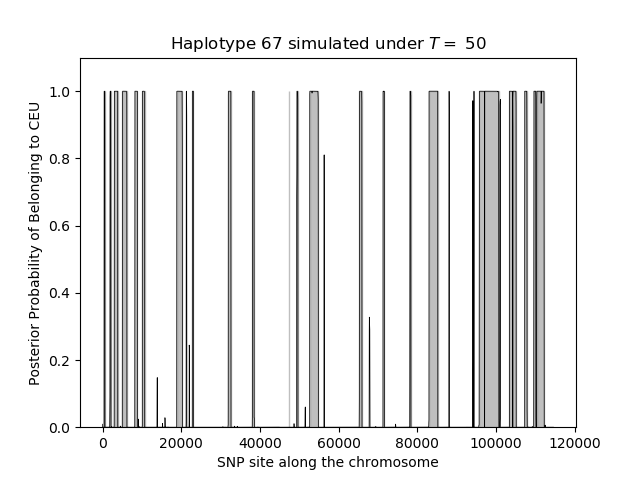 Haplotype 67 simulated under T = 50
Posterior Probability of Belonging to CEU
1.0
0.8
0.6
0.4
0.2
0.0
0 20000 40000 60000 80000 100000 120000
SNP site along the chromosome